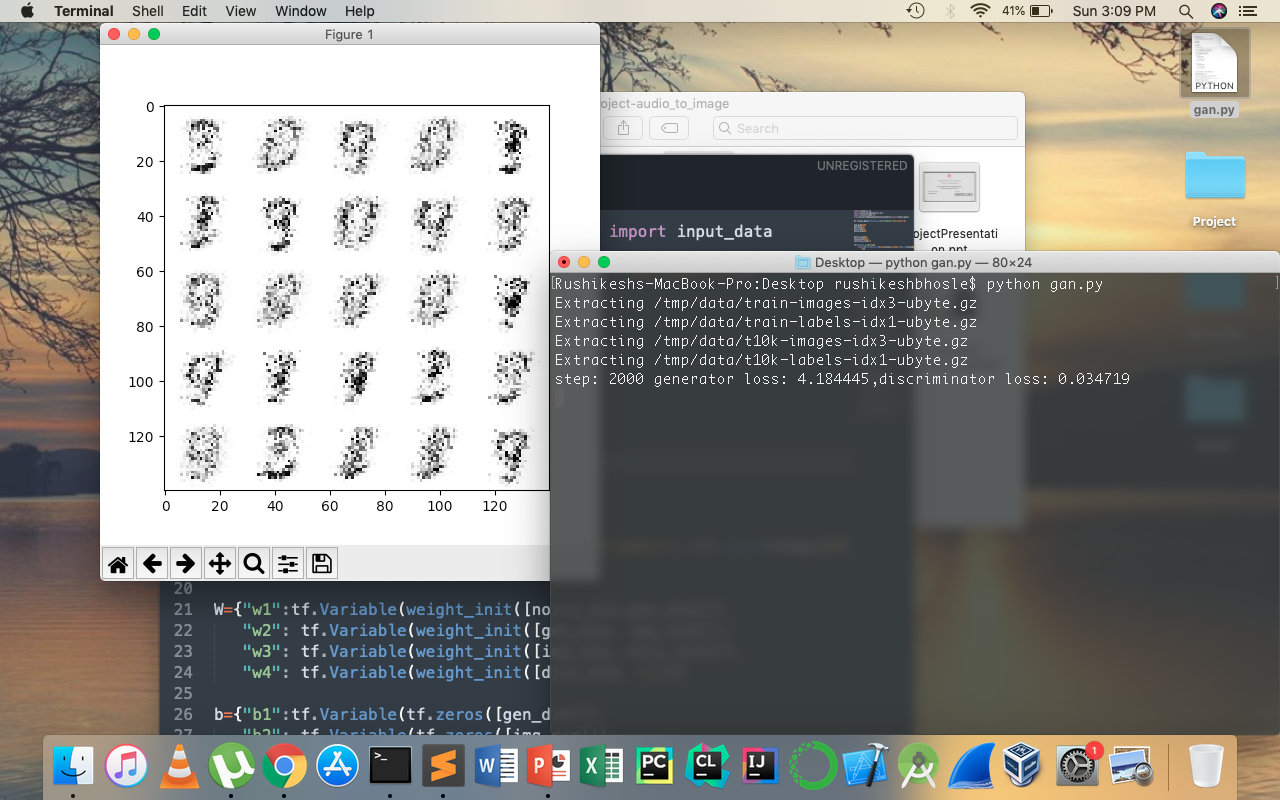 Terminal Shell Edit View Window Help 41% Sun 3:09 PM
Figure 1
0
20
40
60
80
100
120
0 20 40 60 80 100 120
oject-audio_to_image
Search
UNREGISTERED
import input_data
ojectPresentati
on.ppt
PYTHON
gan.py
Project
Desktop — python gan.py — 80×24
Rushikeshs-MacBook-Pro:Desktop rushikeshbhosle$ python gan.py
Extracting /tmp/data/train-images-idx3-ubyte.gz
Extracting /tmp/data/train-labels-idx1-ubyte.gz
Extracting /tmp/data/t10k-images-idx3-ubyte.gz
Extracting /tmp/data/t10k-labels-idx1-ubyte.gz
step: 2000 generator loss: 4.184445,discriminator loss: 0.034719
20
21 W={"w1":tf.Variable(weight_init([no
22 "w2": tf.Variable(weight_init([g
23 "w3": tf.Variable(weight_init([i
24 "w4": tf.Variable(weight_init([d
25
26 b={"b1":tf.Variable(tf.zeros([gen_d
W P X PC CL IJ 1